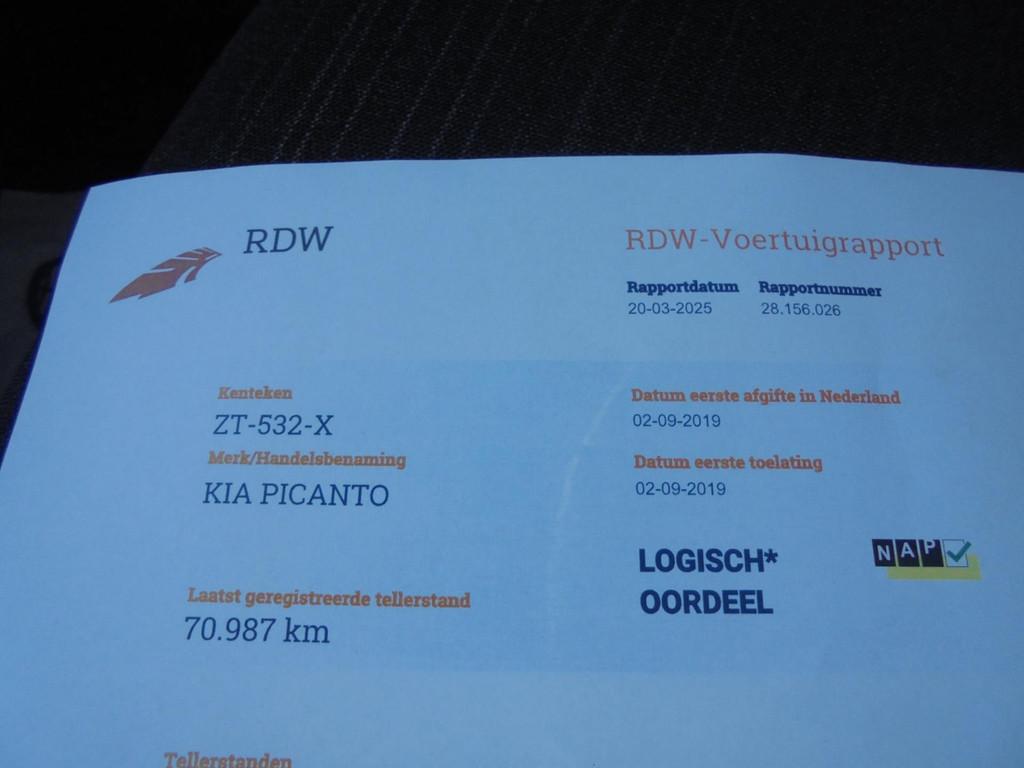 RDW
RDW-Voertuigrapport
Rapportdatum Rapportnummer
20-03-2025 28.156.026
Kenteken
ZT-532-X
Merk/Handelsbenaming
KIA PICANTO
Datum eerste afgifte in Nederland
02-09-2019
Datum eerste toelating
02-09-2019
Laatst geregistreerde tellerstand
70.987 km
LOGISCH*
OORDEEL
NAP
Tellerstanden